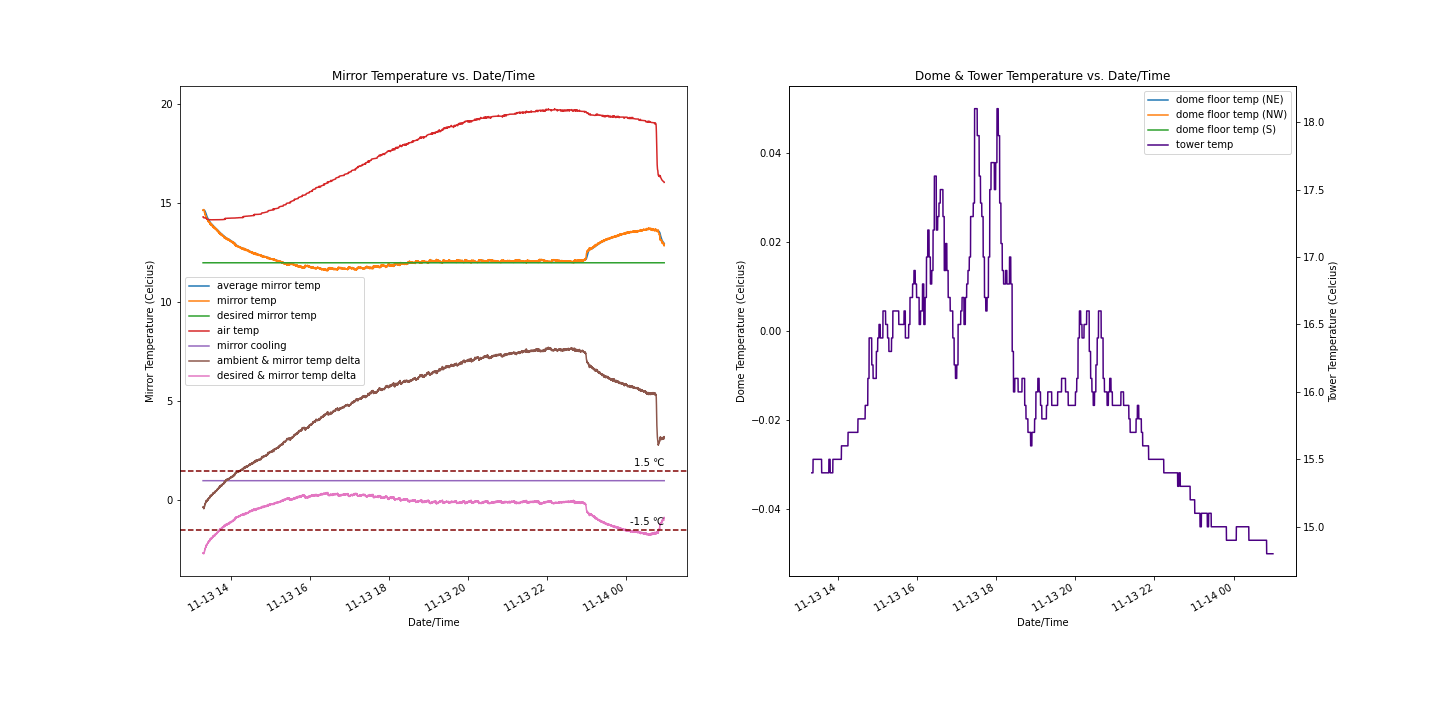 Mirror Temperature vs. Date/Time
Mirror Temperature (Celcius)
20
15
10
5
0
average mirror temp
mirror temp
desired mirror temp
air temp
mirror cooling
ambient & mirror temp delta
desired & mirror temp delta
1.5 °C
-1.5 °C
11-13 14
11-13 16
11-13 18
11-13 20
11-13 22
11-14 00
Date/Time
Dome & Tower Temperature vs. Date/Time
Dome Temperature (Celcius)
0.04
0.02
0.00
−0.02
−0.04
dome floor temp (NE)
dome floor temp (NW)
dome floor temp (S)
tower temp
18.0
17.5
17.0
16.5
16.0
15.5
15.0
Tower Temperature (Celcius)
11-13 14
11-13 16
11-13 18
11-13 20
11-13 22
11-14 00
Date/Time